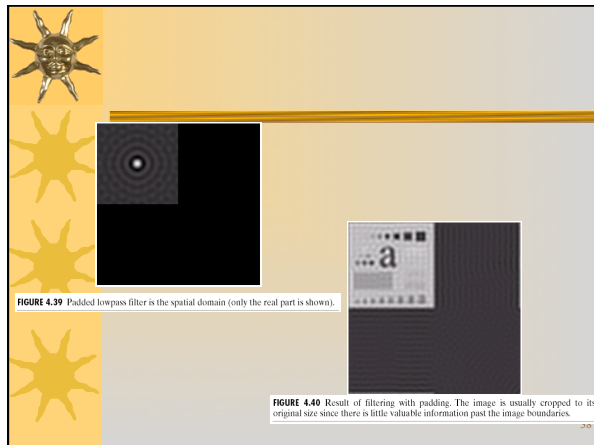 FIGURE 4.39 Padded lowpass filter is the spatial domain (only the real part is shown).
a
FIGURE 4.40 Result of filtering with padding. The image is usually cropped to its
original size since there is little valuable information past the image boundaries.
38